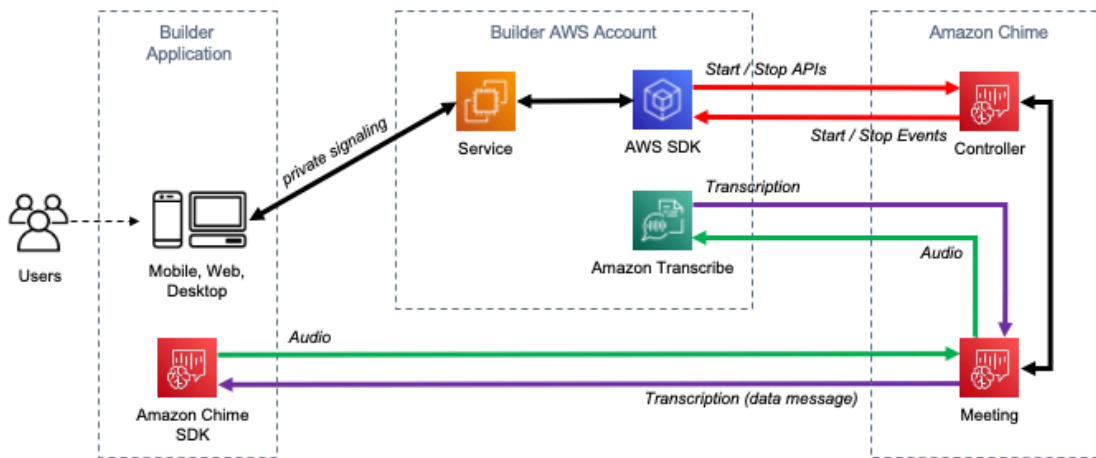 Builder
Application
Builder AWS Account
Amazon Chime
Start / Stop APIs
private signaling
Service
AWS SDK
Start / Stop Events
Controller
Transcription
Users
Mobile, Web,
Desktop
Amazon Transcribe
Audio
Audio
Amazon Chime
SDK
Transcription (data message)
Meeting